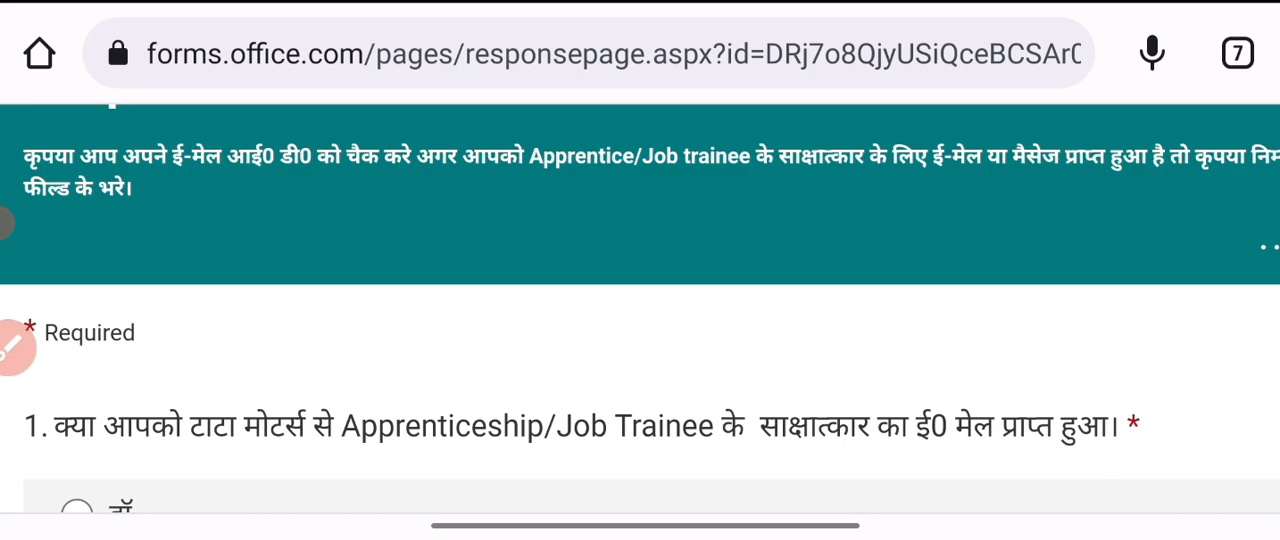 forms.office.com/pages/responsepage.aspx?id=DRj7o8QjyUSiQceBCSAr
7
कृपया आप अपने ई-मेल आई0 डी0 को चैक करे अगर आपको Apprentice/Job trainee के साक्षात्कार के लिए ई-मेल या मैसेज प्राप्त हुआ है तो कृपया
फील्ड के भरे।
* Required
1. क्या आपको टाटा मोटर्स से Apprenticeship/Job Trainee के साक्षात्कार का ई0 मेल प्राप्त हुआ। *